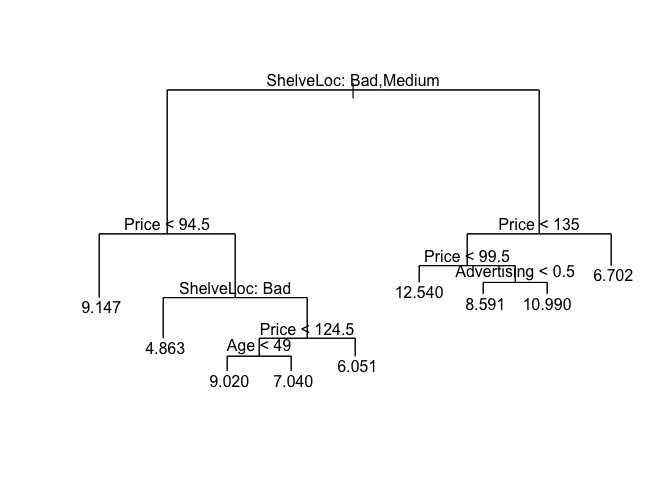 ShelveLoc: Bad,Medium
Price < 94.5
Price < 135
Price < 99.5
Advertising < 0.5
6.702
12.540
8.591
10.990
9.147
ShelveLoc: Bad
Price < 124.5
4.863
Age < 49
6.051
9.020
7.040